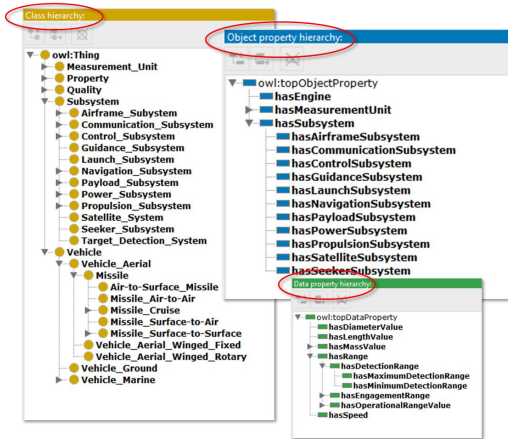 Class hierarchy:
owl:Thing
Measurement_Unit
Property
Quality
Subsystem
Airframe_Subystem
Communication_Subsystem
Control_Subsystem
Guidance_Subsystem
Launch_Subsystem
Navigation_Subsystem
Payload_Subsystem
Power_Subsystem
Propulsion_Subsystem
Satellite_System
Seeker_Subsystem
Target_Detection_System
Vehicle
Vehicle_Aerial
Missile
Air-to-Surface_Missile
Missile_Air-to-Air
Missile_Cruise
Missile_Surface-to-Air
Missile_Surface-to-Surface
Vehicle_Aerial_Winged_Fixed
Vehicle_Aerial_Winged_Rotary
Vehicle_Ground
Vehicle_Marine
Object property hierarchy:
owl:topObjectProperty
hasEngine
hasMeasurementUnit
hasSubsystem
hasAirframeSubsystem
hasCommunicationSubsystem
hasControlSubsystem
hasGuidanceSubsystem
hasLaunchSubsystem
hasNavigationSubsystem
hasPayloadSubsystem
hasPowerSubsystem
hasPropulsionSubsystem
hasSatelliteSubsystem
hasSeekerSubsystem
Data property hierarchy:
owl:topDataProperty
hasDiameterValue
hasLengthValue
hasMassValue
hasRange
hasDetectionRange
hasMaximumDetectionRange
hasMinimumDetectionRange
hasEngagementRange
hasOperationalRangeValue
hasSpeed